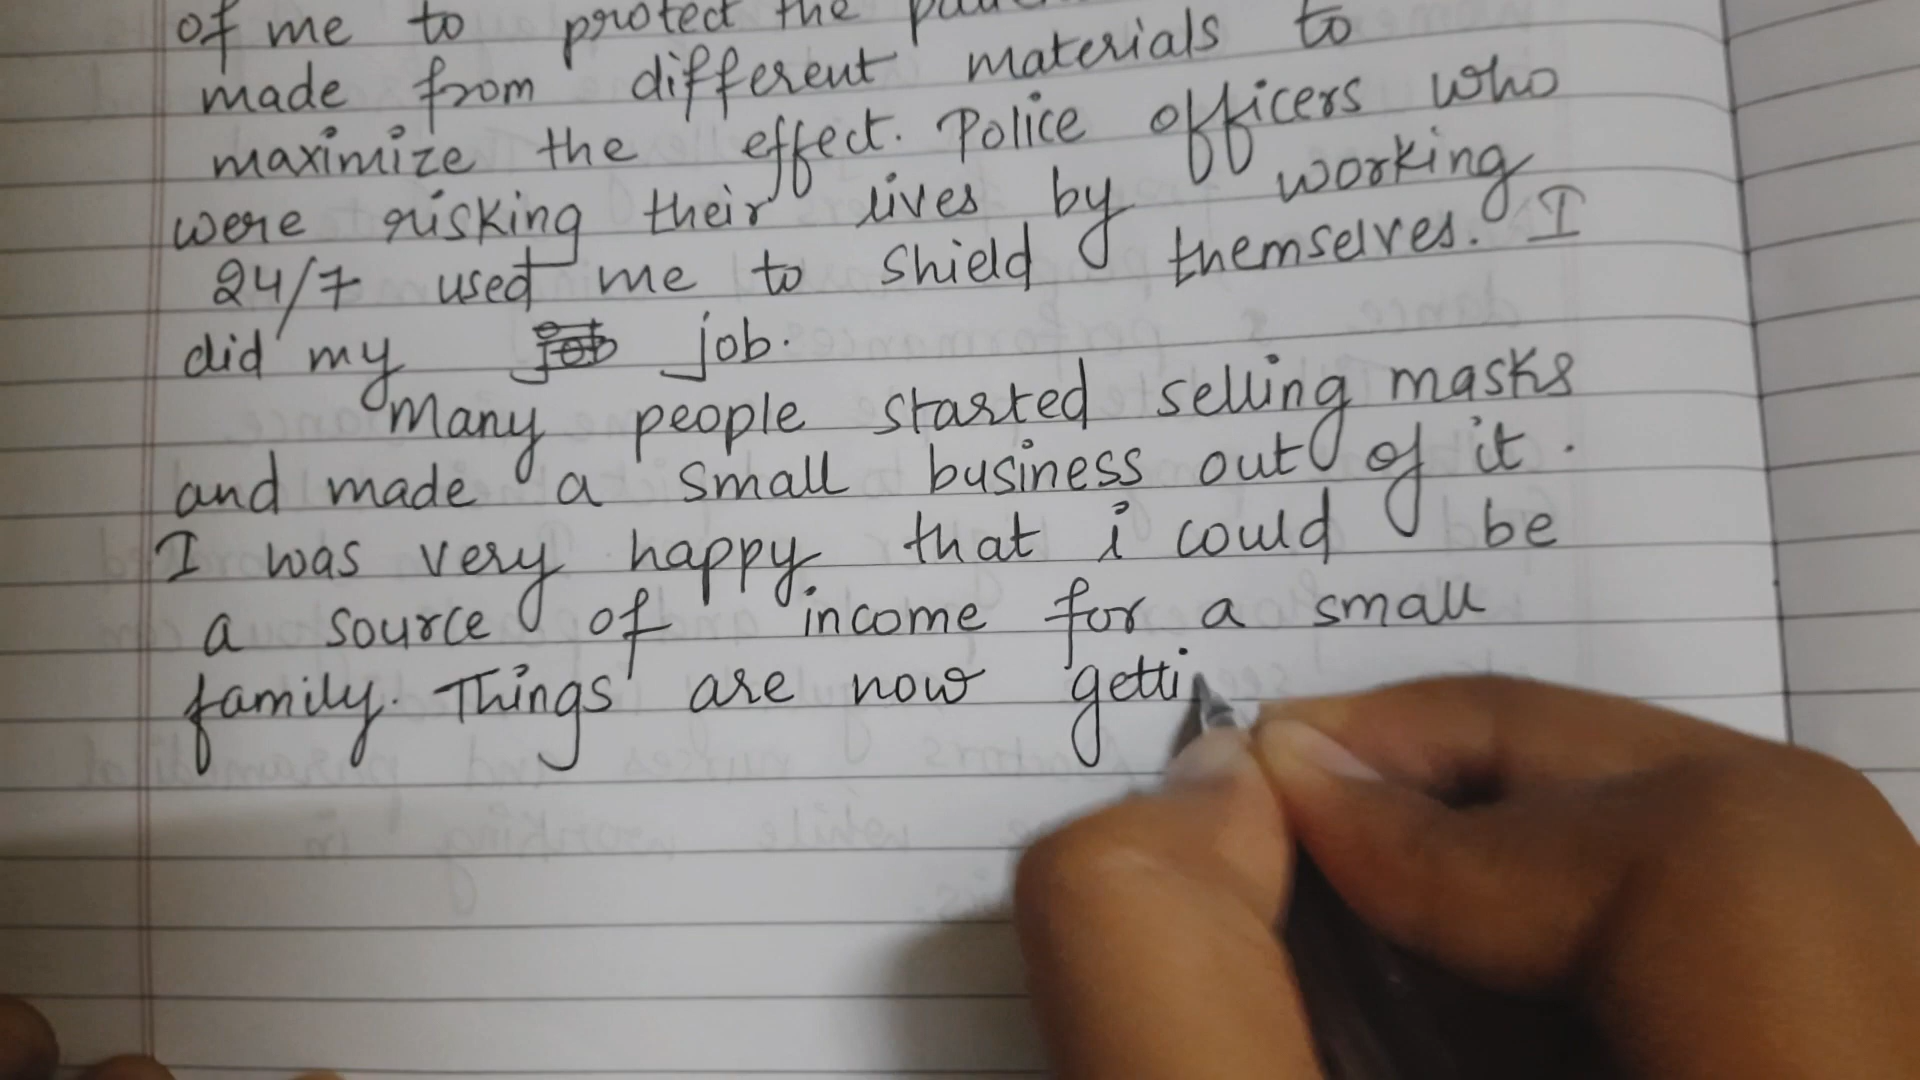 of me to protect the
made from different materials to
maximize the effect. Police officers who
were risking their lives by working
24/7 used me to shield themselves. I
did my job job.
Many people started selling masks
and made a small business out of it.
I was very happy that i could be
a source of income for a small
family. Things are now getti